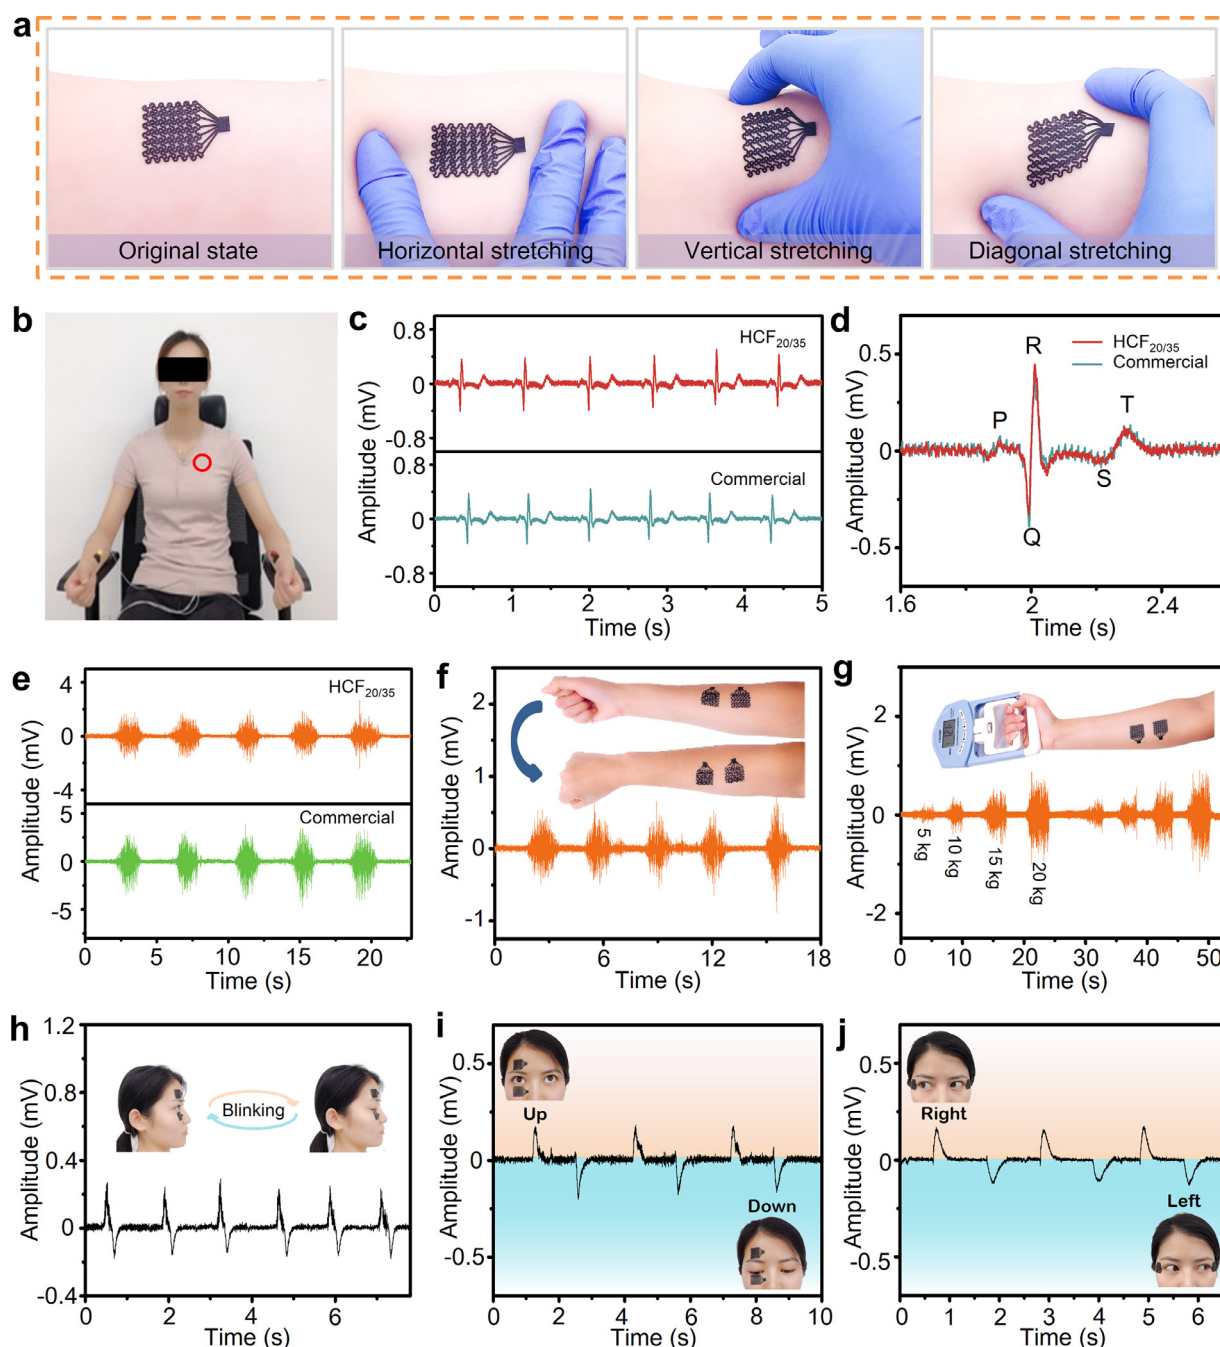 a
Original state
Horizontal stretching
Vertical stretching
Diagonal stretching
b
c
Amplitude (mV)
0.8
0
-0.8
0.8
0
-0.8
HCF20/35
Commercial
0 1 2 3 4 5
Time (s)
d
Amplitude (mV)
0.5
0
-0.5
HCF20/35
Commercial
P
R
Q
S
T
1.6 2 2.4
Time (s)
e
Amplitude (mV)
4
2
0
-2
-4
5
0
-5
HCF20/35
Commercial
0 5 10 15 20
Time (s)
f
Amplitude (mV)
2
1
0
-1
0 6 12 18
Time (s)
g
Amplitude (mV)
2
0
-2
5 kg
10 kg
15 kg
20 kg
0 10 20 30 40 50
Time (s)
h
Amplitude (mV)
1.2
0.8
0.4
0
-0.4
Blinking
0 2 4 6
Time (s)
i
Amplitude (mV)
0.5
0
-0.5
Up
Down
0 2 4 6 8 10
Time (s)
j
Amplitude (mV)
0.5
0
-0.5
Right
Left
0 1 2 3 4 5 6
Time (s)